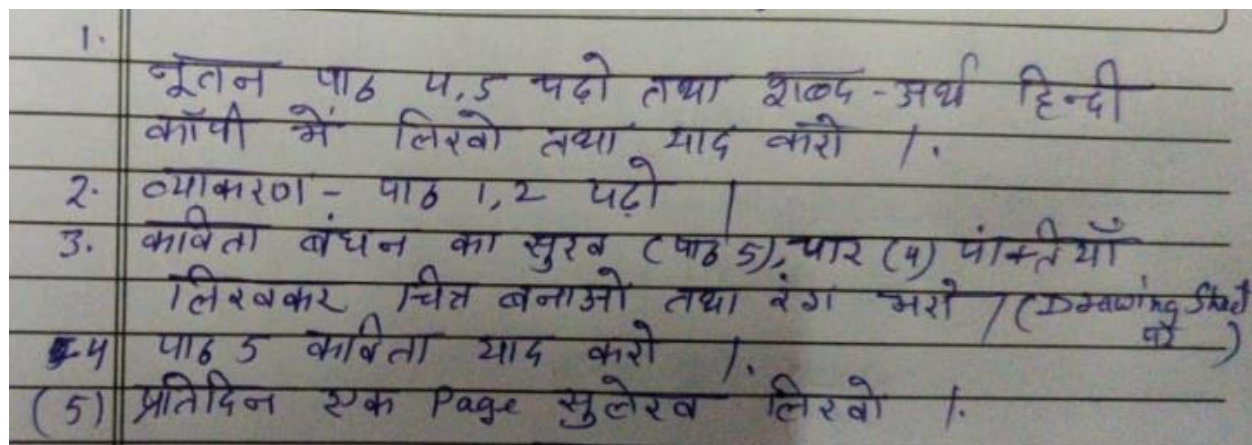 1.
नूतन पाठ 4,5 पढ़ो तथा शब्द-अर्थ हिन्दी
कॉपी में लिखो तथा याद करो ।
2. व्याकरण - पाठ 1,2 पढ़ो ।
3. कविता बंधन का सुख (पाठ 5), चार (4) पंक्तियाँ
लिखकर चित्र बनाओ तथा रंग भरो । (Drawing Sheet
पर )
4 पाठ 5 कविता याद करो ।
(5) प्रतिदिन एक Page सुलेख लिखो ।